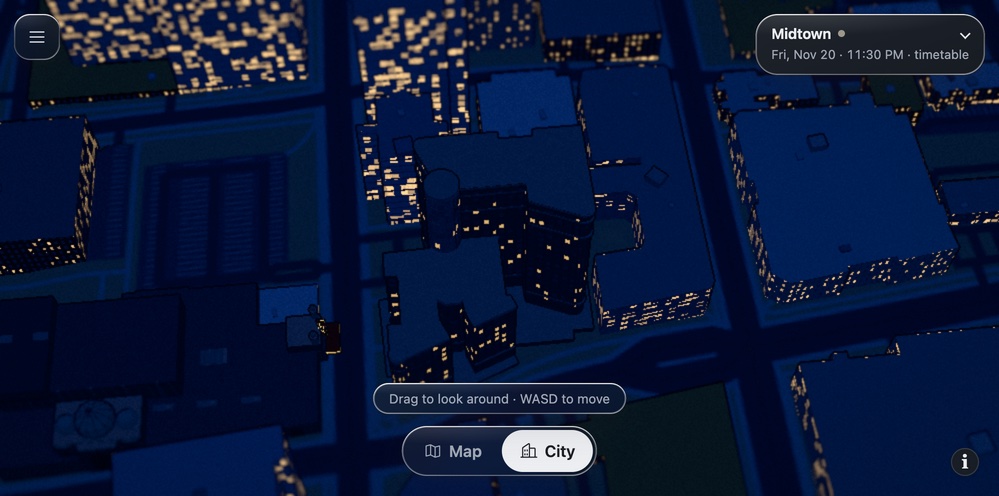 Midtown
Fri, Nov 20 · 11:30 PM · timetable
Drag to look around · WASD to move
Map
City